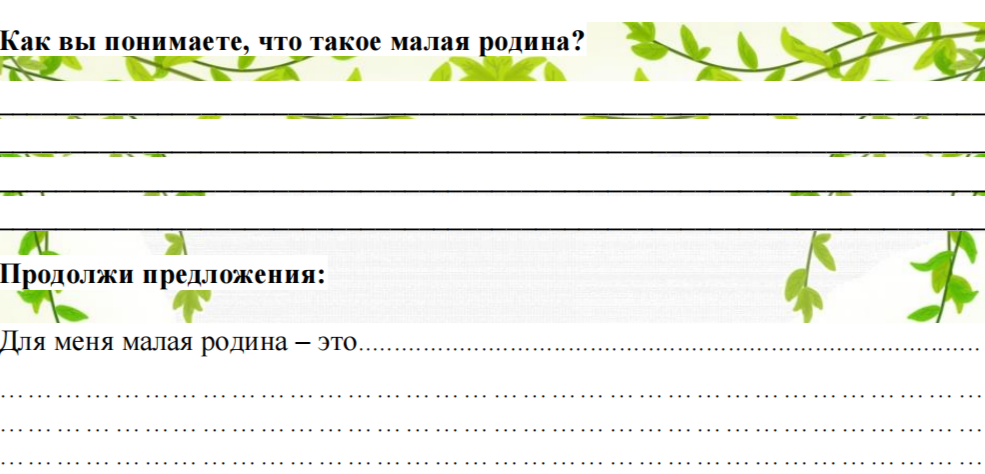 Как вы понимаете, что такое малая родина?
Продолжи предложения:
Для меня малая родина – это....................................................................................
…………………………………………………………………………………………………
…………………………………………………………………………………………………
…………………………………………………………………………………………………